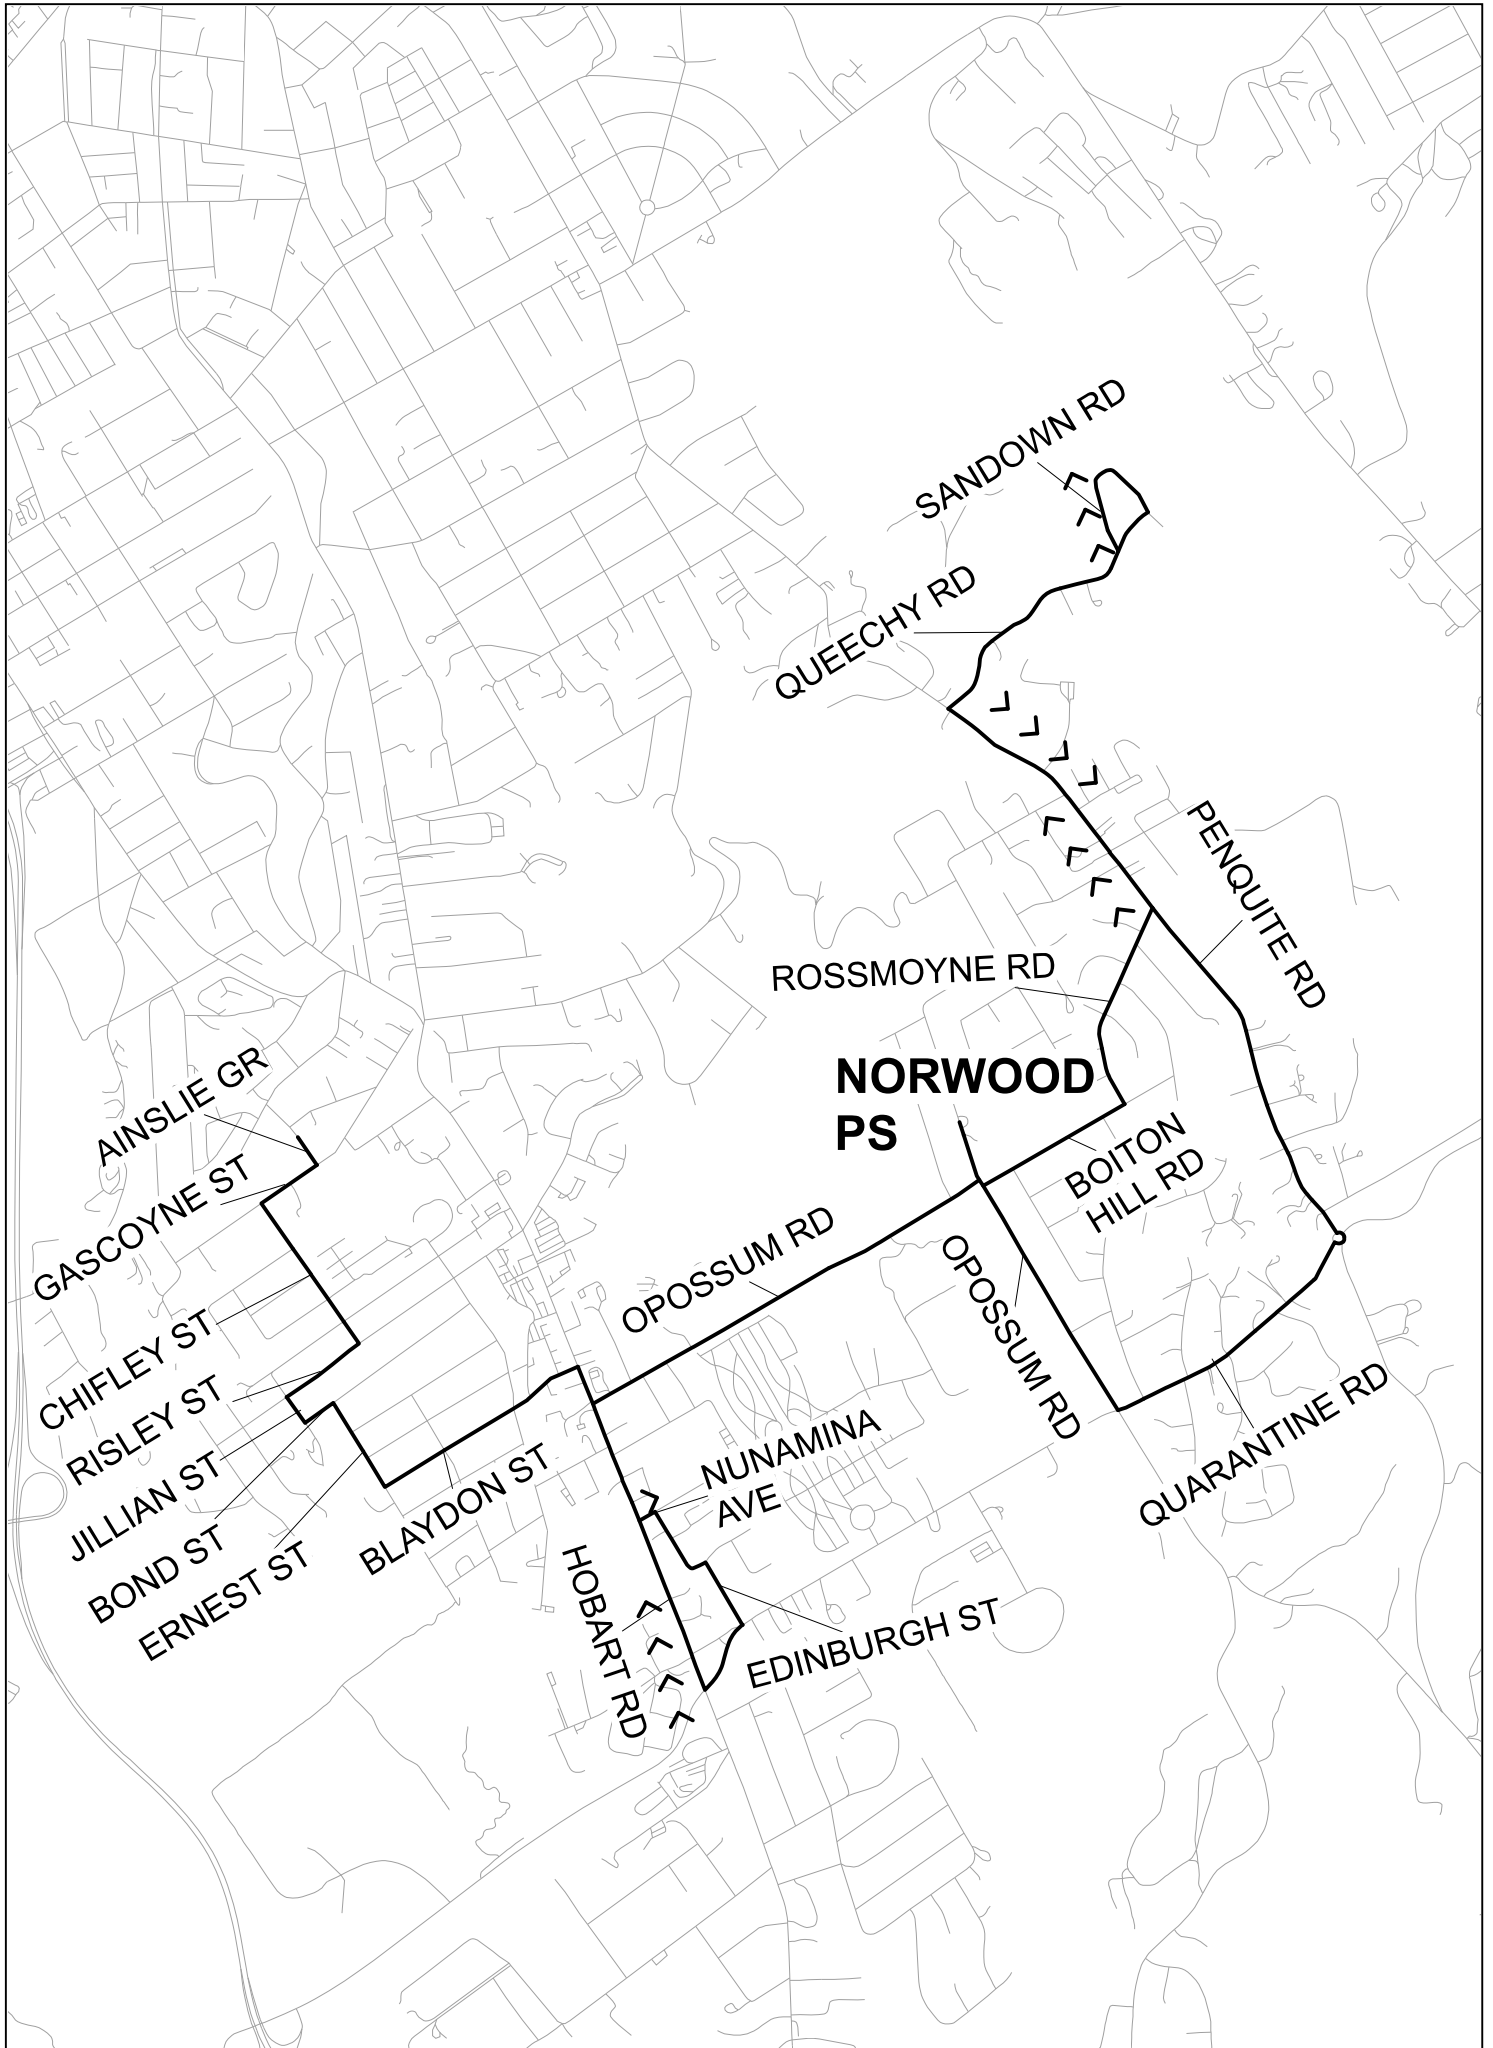 SANDOWN RD
QUEECHY RD
PENQUITE RD
ROSSMOYNE RD
NORWOOD
PS
AINSLIE GR
BOITON
HILL RD
GASCOYNE ST
OPOSSUM RD
OPOSSUM RD
CHIFLEY ST
RISLEY ST
QUARANTINE RD
NUNAMINA
AVE
JILLIAN ST
BLAYDON ST
BOND ST
ERNEST ST
HOBART RD
EDINBURGH ST